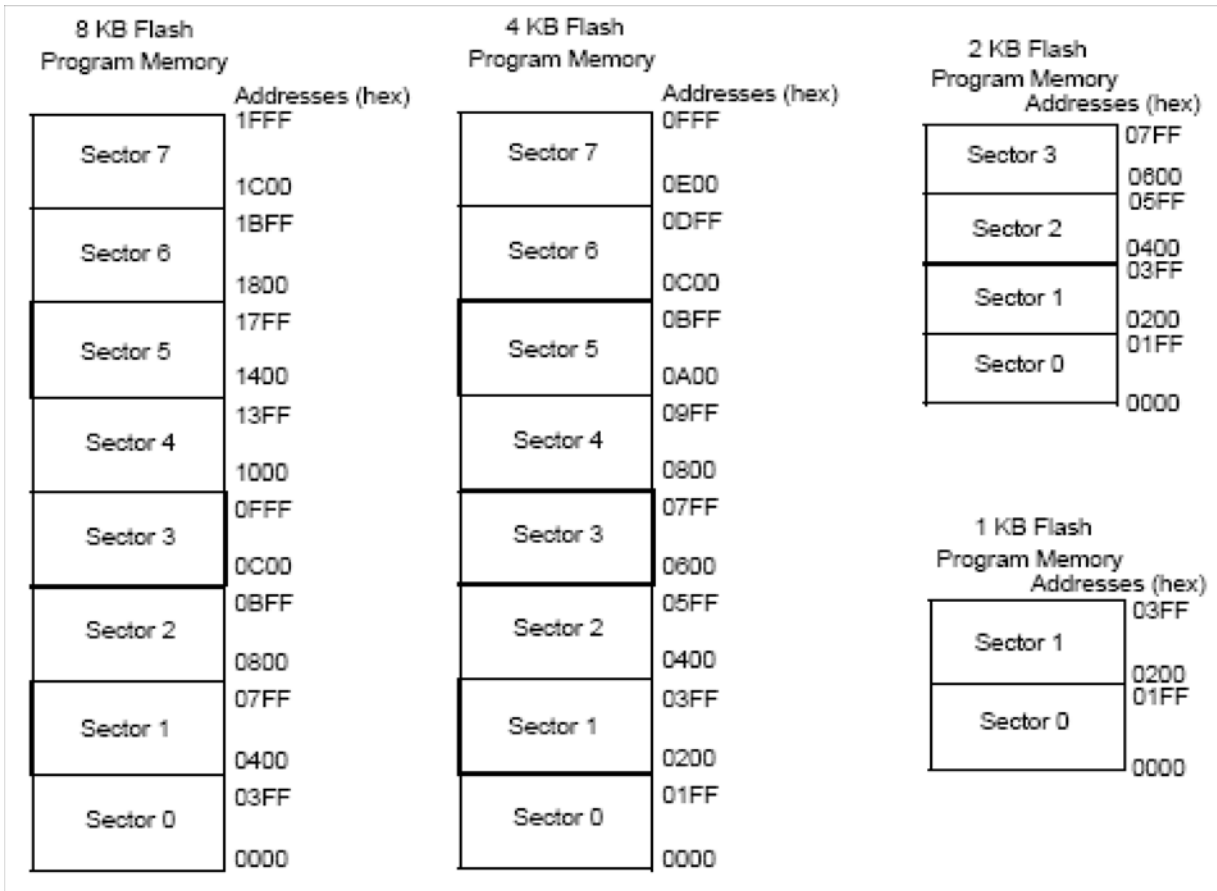 8 KB Flash
Program Memory
Addresses (hex)
1FFF
Sector 7
1C00
1BFF
Sector 6
1800
17FF
Sector 5
1400
13FF
Sector 4
1000
0FFF
Sector 3
0C00
0BFF
Sector 2
0800
07FF
Sector 1
0400
03FF
Sector 0
0000
4 KB Flash
Program Memory
Addresses (hex)
0FFF
Sector 7
0E00
0DFF
Sector 6
0C00
0BFF
Sector 5
0A00
09FF
Sector 4
0800
07FF
Sector 3
0600
05FF
Sector 2
0400
03FF
Sector 1
0200
01FF
Sector 0
0000
2 KB Flash
Program Memory
Addresses (hex)
07FF
Sector 3
0600
05FF
Sector 2
0400
03FF
Sector 1
0200
01FF
Sector 0
0000
1 KB Flash
Program Memory
Addresses (hex)
03FF
Sector 1
0200
01FF
Sector 0
0000